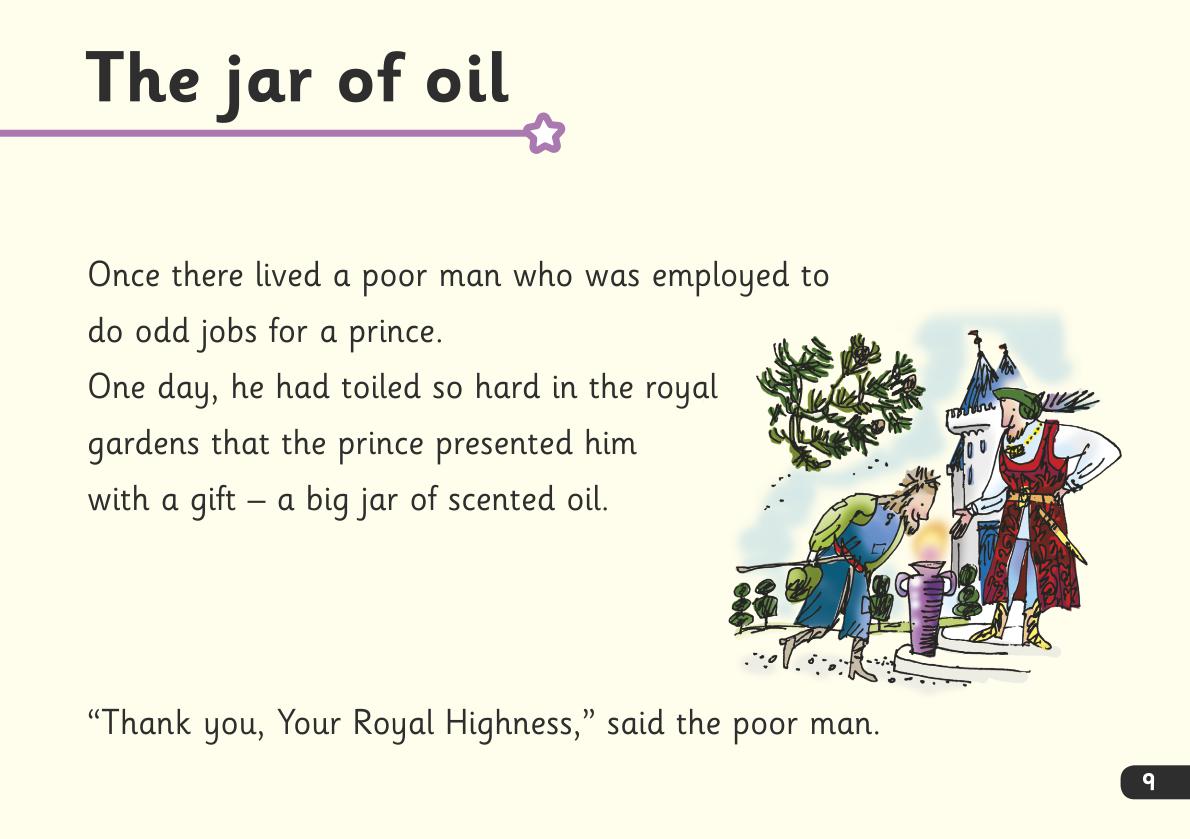 The jar of oil
Once there lived a poor man who was employed to
do odd jobs for a prince.
One day, he had toiled so hard in the royal
gardens that the prince presented him
with a gift – a big jar of scented oil.
“Thank you, Your Royal Highness,” said the poor man.
9